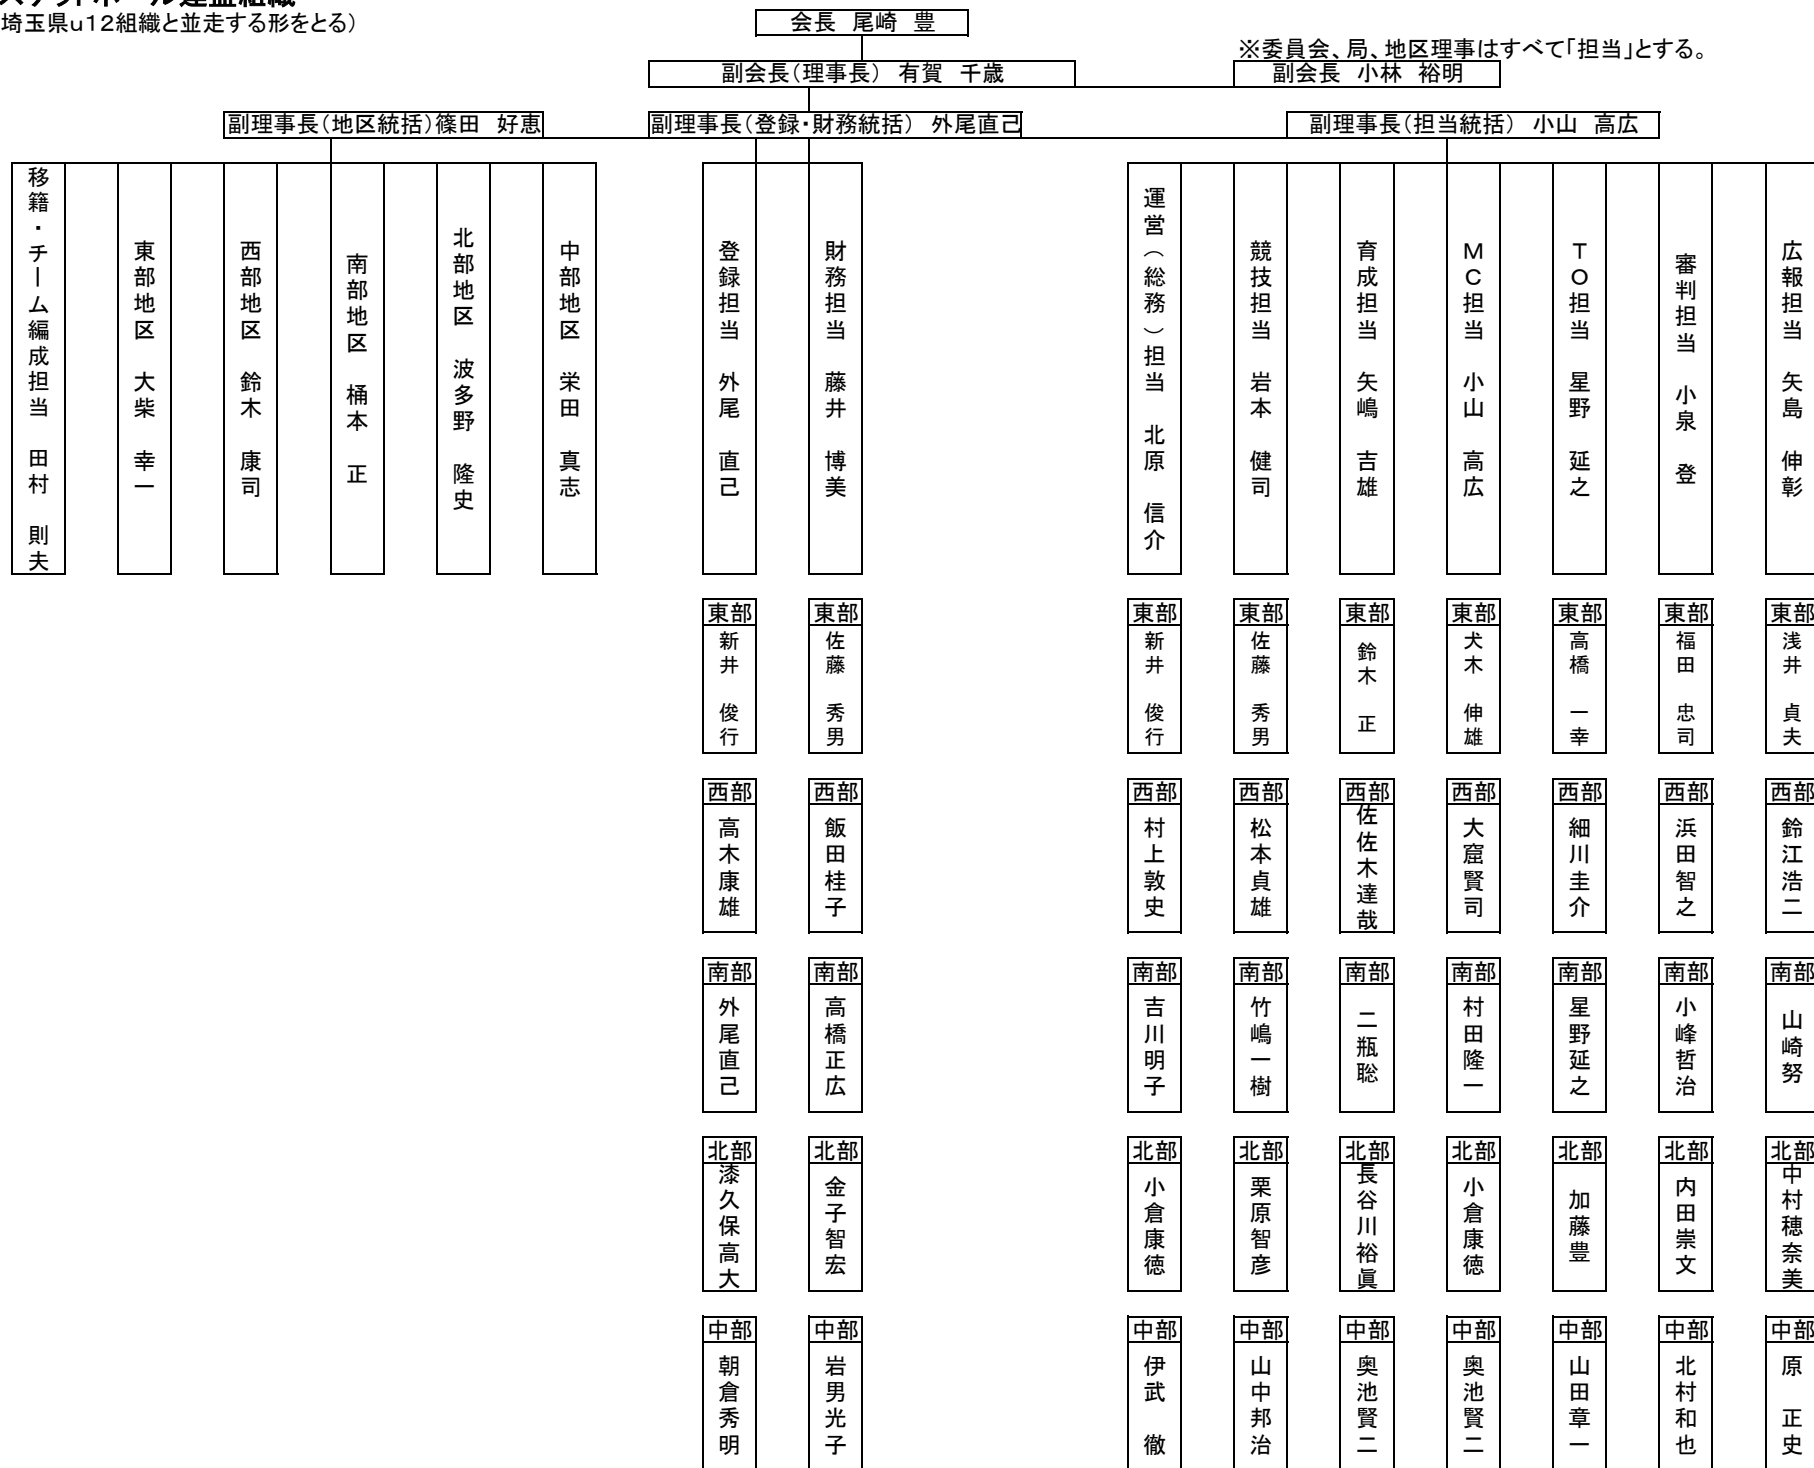 スケットボール連盟組織
埼玉県u12組織と並走する形をとる）
会長　尾崎　豊
※委員会、局、地区理事はすべて「担当」とする。
副会長（理事長）　有賀　千歳
副会長　小林　裕明
副理事長（地区統括）篠田　好恵
副理事長（登録・財務統括）　外尾直己
副理事長（担当統括）　小山　高広
移籍・チーム編成担当　田村　則夫
東部地区　大柴　幸一
西部地区　鈴木　康司
南部地区　桶本　正
北部地区　波多野　隆史
中部地区　栄田　真志
登録担当　外尾　直己
財務担当　藤井　博美
運営（総務）担当　北原　信介
競技担当　岩本　健司
育成担当　矢嶋　吉雄
ＭＣ担当　小山　高広
ＴＯ担当　星野　延之
審判担当　小泉　登
広報担当　矢島　伸彰
東部
東部
東部
東部
東部
東部
東部
東部
東部
新井　俊行
佐藤　秀男
新井　俊行
佐藤　秀男
鈴木　正
犬木　伸雄
高橋　一幸
福田　忠司
浅井　貞夫
西部
西部
西部
西部
西部
西部
西部
西部
西部
高木康雄
飯田桂子
村上敦史
松本貞雄
佐佐木達哉
大窟賢司
細川圭介
浜田智之
鈴江浩二
南部
南部
南部
南部
南部
南部
南部
南部
南部
外尾直己
高橋正広
吉川明子
竹嶋一樹
二瓶聡
村田隆一
星野延之
小峰哲治
山崎努
北部
北部
北部
北部
北部
北部
北部
北部
北部
漆久保高大
金子智宏
小倉康徳
栗原智彦
長谷川裕眞
小倉康徳
加藤豊
内田崇文
中村穂奈美
中部
中部
中部
中部
中部
中部
中部
中部
中部
朝倉秀明
岩男光子
伊武　徹
山中邦治
奥池賢二
奥池賢二
山田章一
北村和也
原　正史